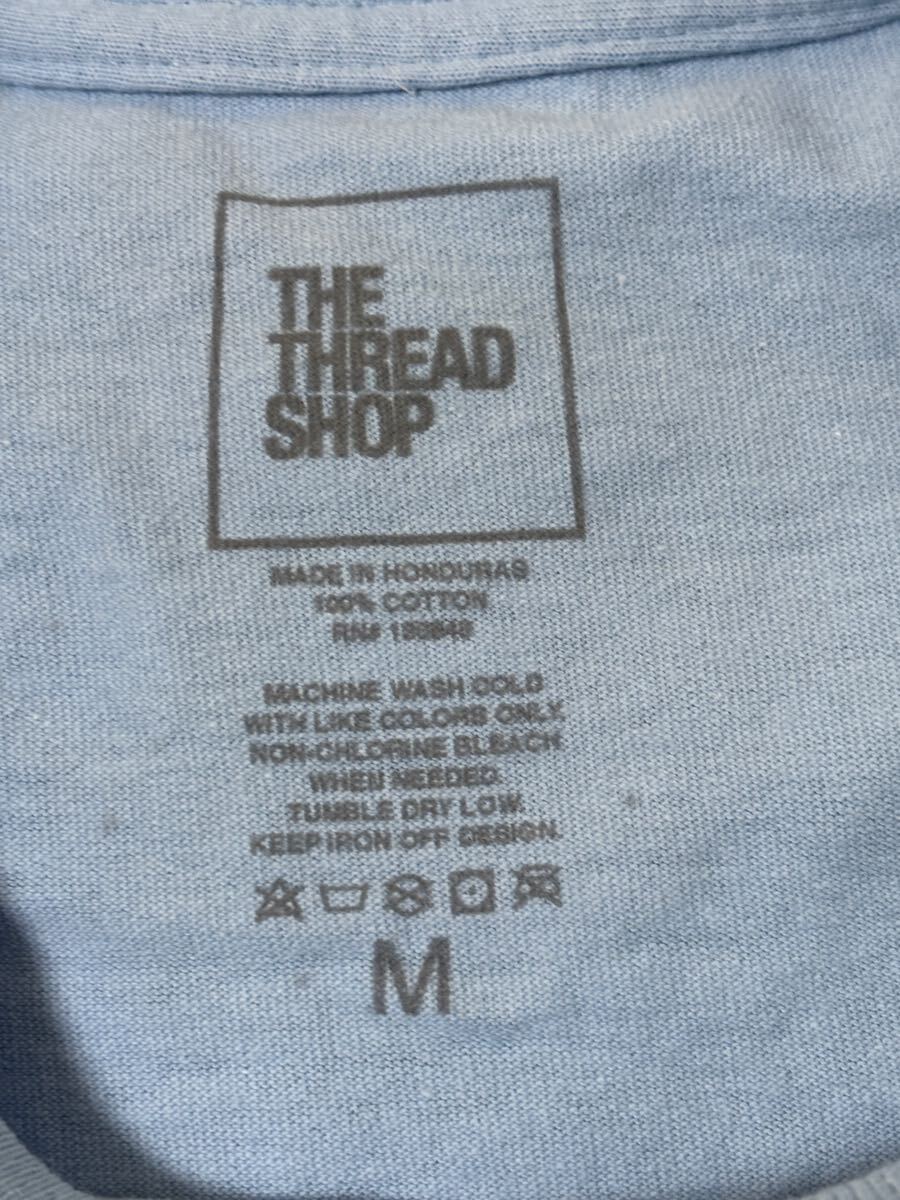 THE
THREAD
SHOP
MADE IN HONDURAS
100% COTTON
RN#
MACHINE WASH COLD
WITH LIKE COLORS ONLY.
NON-CHLORINE BLEACH
WHEN NEEDED.
TUMBLE DRY LOW.
KEEP IRON OFF DESIGN.
M